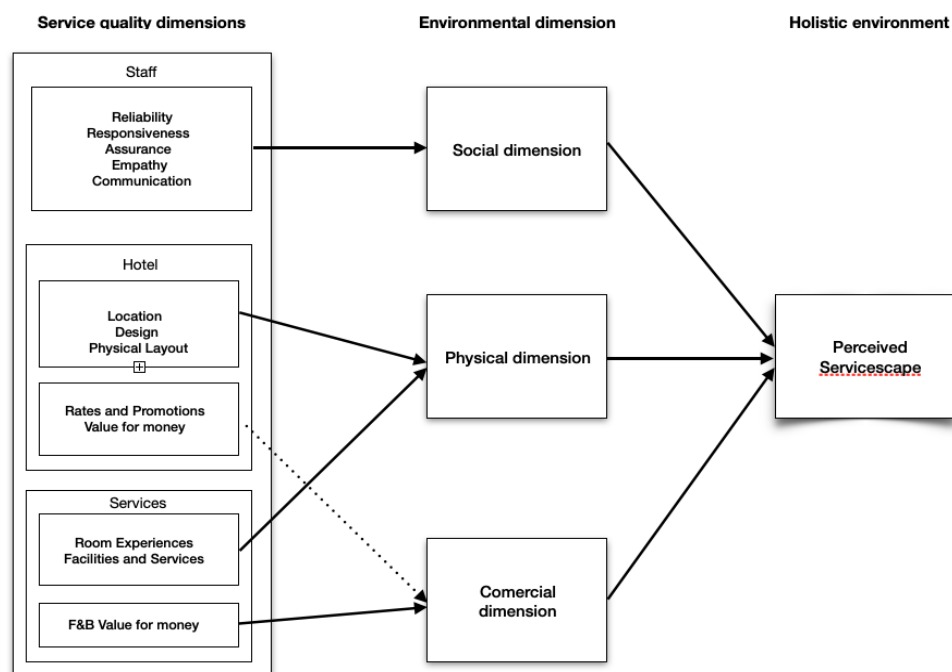 Service quality dimensions
Environmental dimension
Holistic environment
Staff
Reliability
Responsiveness
Assurance
Empathy
Communication
Social dimension
Hotel
Location
Design
Physical Layout
Physical dimension
Perceived
Servicescape
Rates and Promotions
Value for money
Services
Room Experiences
Facilities and Services
Comercial
dimension
F&B Value for money